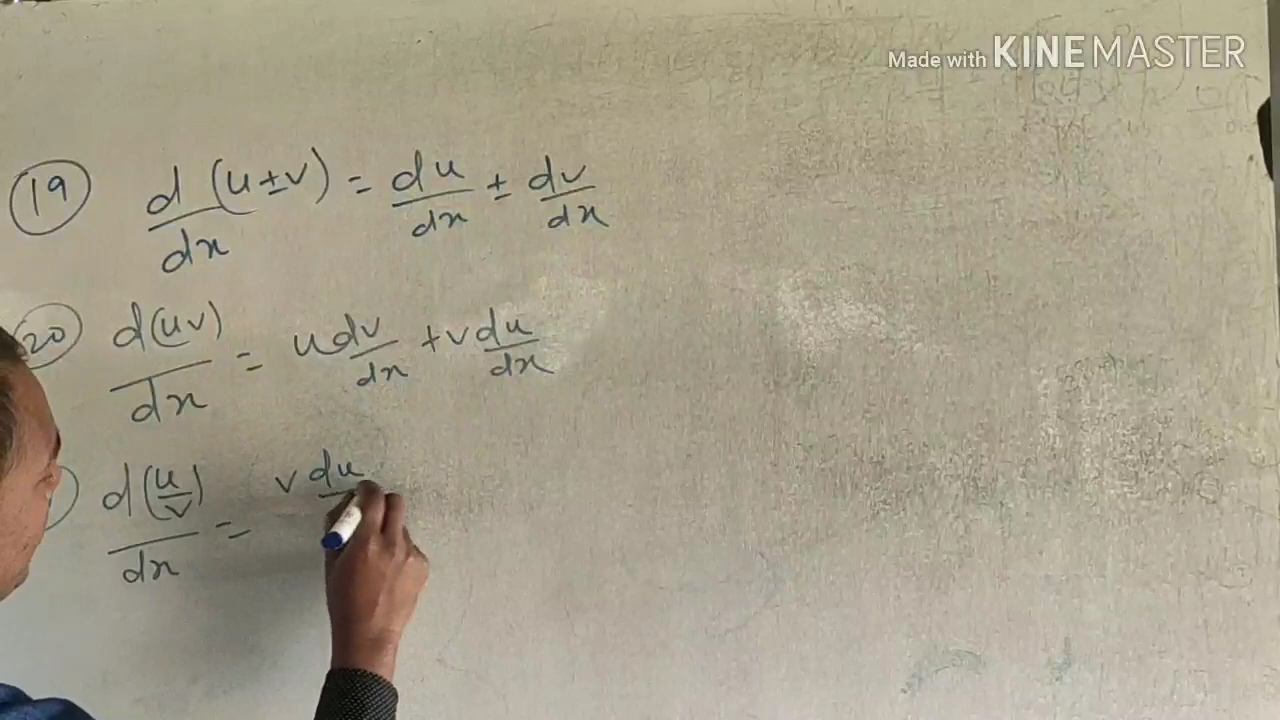 Made with KINEMASTER
(19) d/dx (u±v) = du/dx ± dv/dx
(20) d(uv)/dx = u dv/dx + v du/dx
d(u/v)/dx = v du